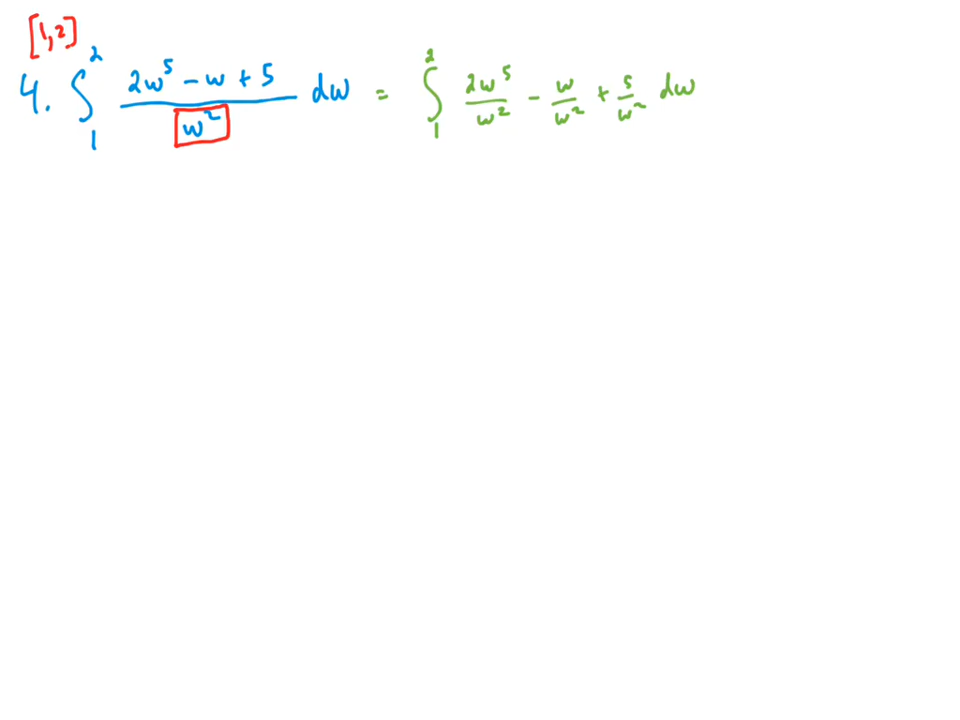 [1,2]
4. ∫₁² (2w⁵ − w + 5)/w² dw = ∫₁² 2w⁵/w² − w/w² + 5/w² dw